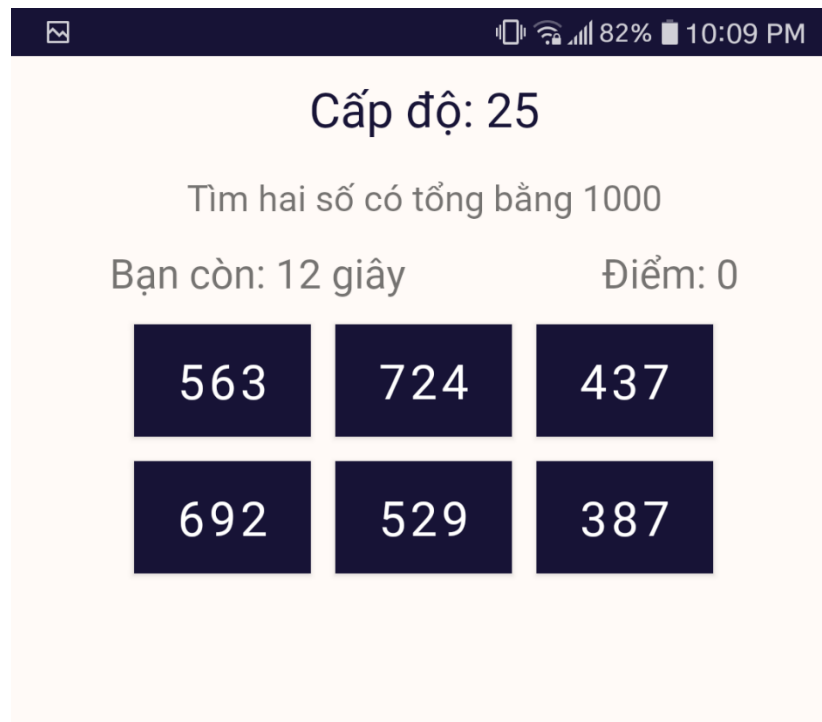 82% 10:09 PM
Cấp độ: 25
Tìm hai số có tổng bằng 1000
Bạn còn: 12 giây Điểm: 0
563 724 437
692 529 387